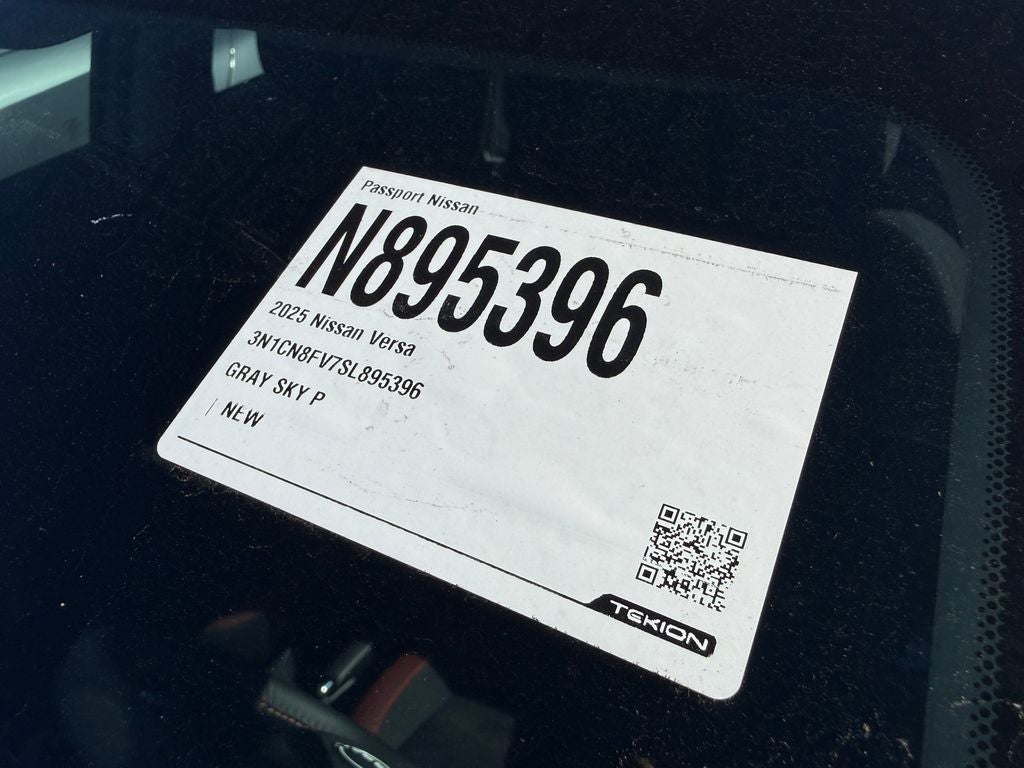 Passport Nissan
N895396
2025 Nissan Versa
3N1CN8FV7SL895396
GRAY SKY P
/ NEW
TEKION